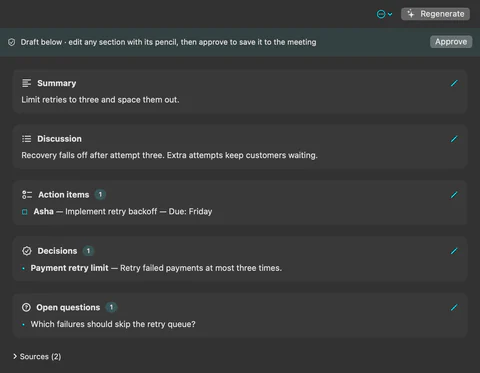 Regenerate
Draft below · edit any section with its pencil, then approve to save it to the meeting
Approve
Summary
Limit retries to three and space them out.
Discussion
Recovery falls off after attempt three. Extra attempts keep customers waiting.
Action items 1
Asha — Implement retry backoff — Due: Friday
Decisions 1
• Payment retry limit — Retry failed payments at most three times.
Open questions 1
• Which failures should skip the retry queue?
Sources (2)